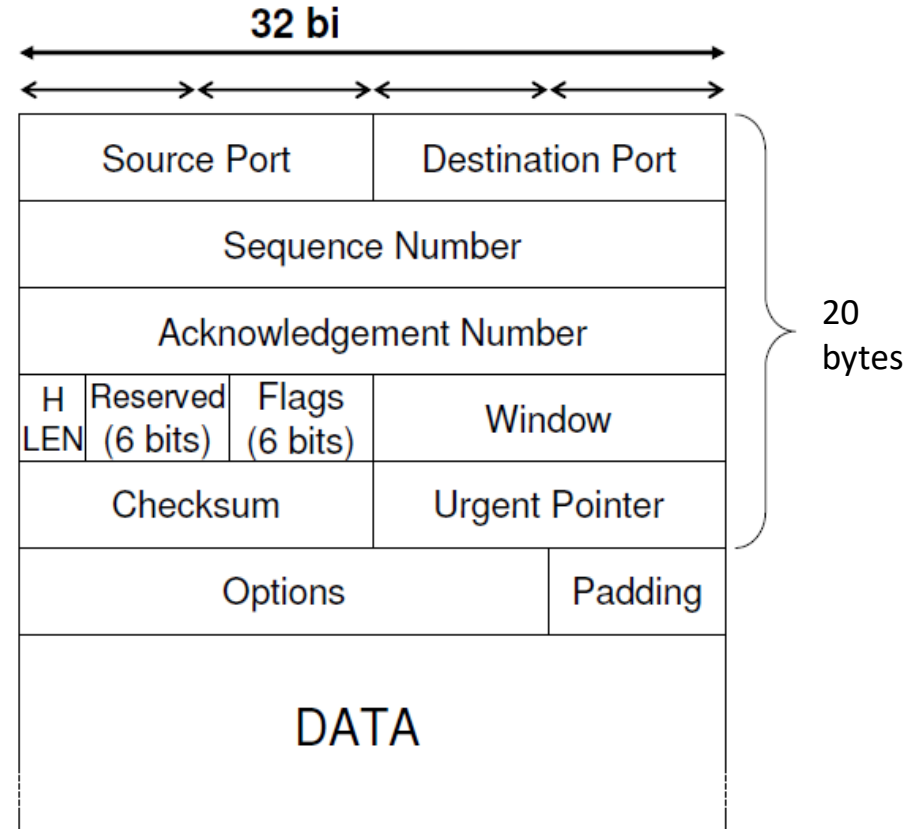 32 bi
Source Port
Destination Port
Sequence Number
Acknowledgement Number
H
LEN
Reserved
(6 bits)
Flags
(6 bits)
Window
Checksum
Urgent Pointer
Options
Padding
DATA
20
bytes